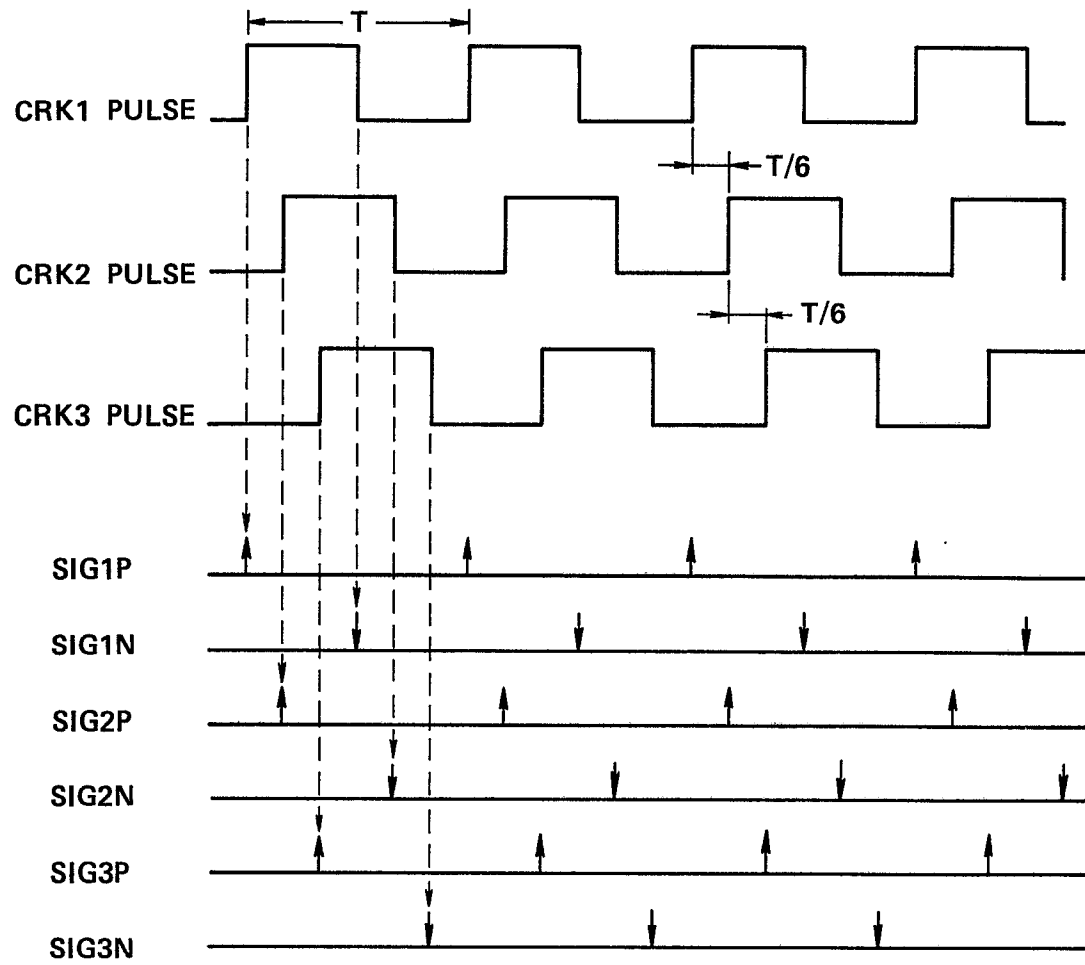 T
CRK1 PULSE
T/6
CRK2 PULSE
T/6
CRK3 PULSE
SIG1P
SIG1N
SIG2P
SIG2N
SIG3P
SIG3N